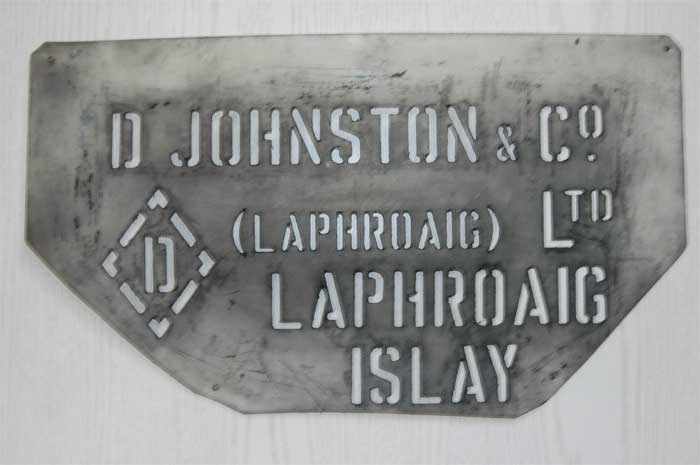 D JOHNSTON & Cº.
(LAPHROAIG) LTD
D
LAPHROAIG
ISLAY